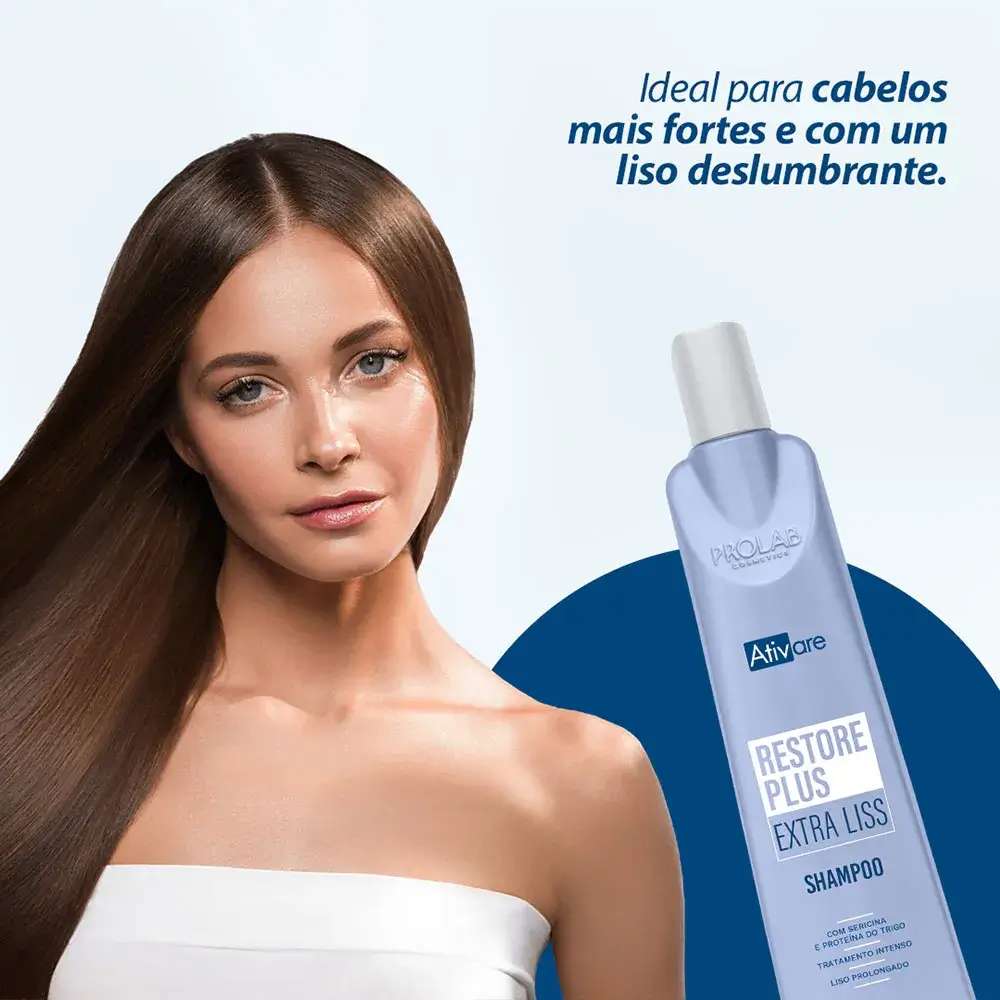 Ideal para cabelos
mais fortes e com um
liso deslumbrante.
PROLAB
COSMETICS
Ativare
RESTORE
PLUS
EXTRA LISS
SHAMPOO
COM SERICINA
E PROTEÍNA DO TRIGO
TRATAMENTO INTENSO
LISO PROLONGADO